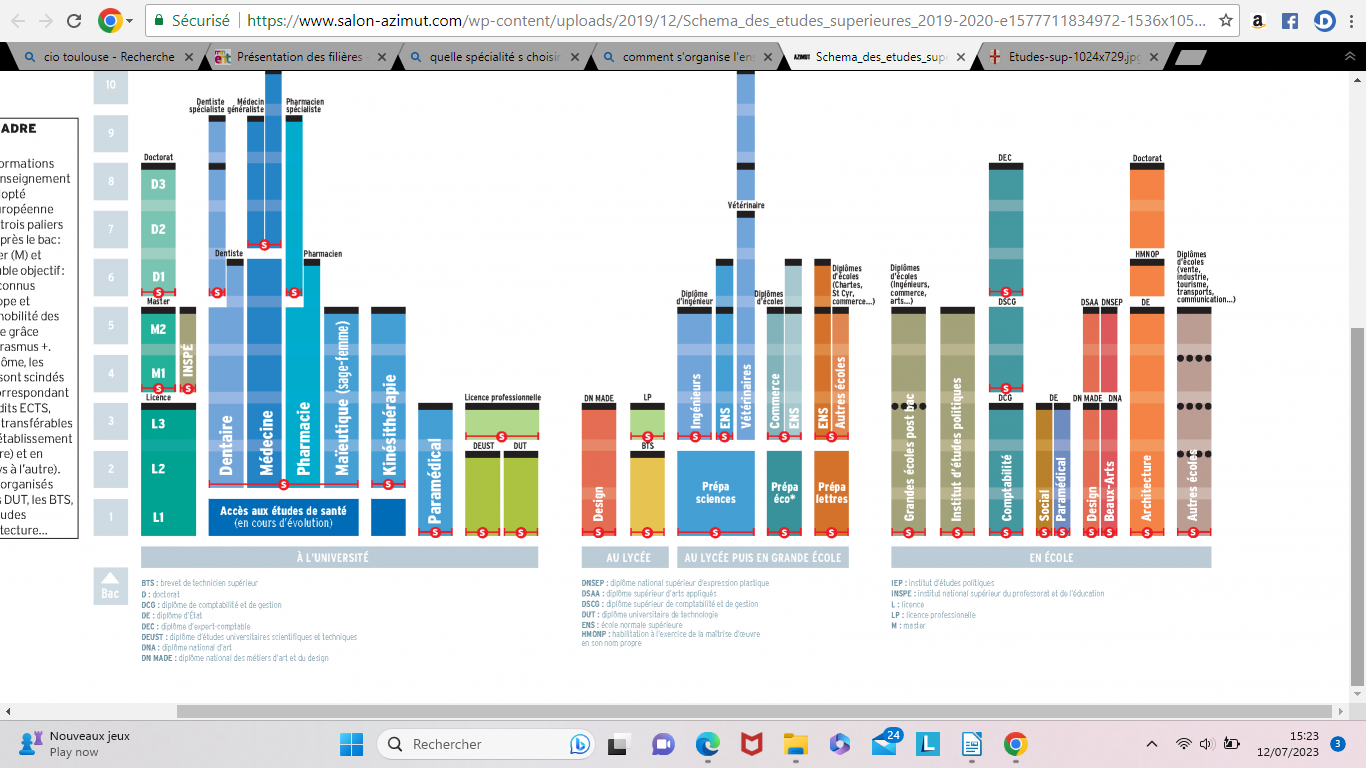 Sécurisé
https://www.salon-azimut.com/wp-content/uploads/2019/12/Schema_des_etudes_superieures_2019-2020-e1577711834972-1536x105...
cio toulouse - Recherche
Présentation des filières -
quelle spécialité s choisir
comment s'organise l'en
Schema_des_etudes_supe
Etudes-sup-1024x729.jpg
ADRE
ormations
enseignement
opté
uropéenne
trois paliers
près le bac :
er (M) et
uble objectif :
connus
ope et
mobilité des
e grâce
rasmus +.
lôme, les
sont scindés
correspondant
dits ECTS,
transférables
établissement
re) et en
ys à l'autre).
organisés
s DUT, les BTS,
tudes
itecture...
10
9
8
7
6
5
4
3
2
1
Bac
Doctorat
D3
D2
D1
S
Master
M2
M1
S
INSPÉ
S
Licence
L3
L2
L1
Dentiste
spécialiste
Médecin
généraliste
Pharmacien
spécialiste
S
S
S
Dentiste
Pharmacien
Dentaire
Médecine
Pharmacie
Maïeutique (sage-femme)
Kinésithérapie
S
S
Accès aux études de santé
(en cours d'évolution)
Paramédical
S
Licence professionnelle
S
DEUST
DUT
S
S
À L'UNIVERSITÉ
DN MADE
Design
S
LP
S
BTS
S
AU LYCÉE
Diplôme
d'ingénieur
Ingénieurs
ENS
Vétérinaire
Vétérinaires
S
S
Prépa
sciences
S
Diplômes
d'écoles
Commerce
ENS
S
Prépa
éco*
S
Diplômes
d'écoles
(Chartes,
St Cyr,
commerce...)
ENS
Autres écoles
S
Prépa
lettres
S
AU LYCÉE PUIS EN GRANDE ÉCOLE
Diplômes
d'écoles
(Ingénieurs,
commerce,
arts...)
Grandes écoles post bac
S
Institut d'études politiques
S
DEC
S
DSCG
S
DCG
Comptabilité
S
DE
Social
Paramédical
S
S
DSAA
DNSEP
DN MADE
DNA
Design
Beaux-Arts
S
S
Doctorat
HMNOP
DE
Architecture
S
Diplômes
d'écoles
(vente,
industrie,
tourisme,
transports,
communication...)
Autres écoles
S
EN ÉCOLE
BTS : brevet de technicien supérieur
D : doctorat
DCG : diplôme de comptabilité et de gestion
DE : diplôme d'État
DEC : diplôme d'expert-comptable
DEUST : diplôme d'études universitaires scientifiques et techniques
DNA : diplôme national d'art
DN MADE : diplôme national des métiers d'art et du design
DNSEP : diplôme national supérieur d'expression plastique
DSAA : diplôme supérieur d'arts appliqués
DSCG : diplôme supérieur de comptabilité et de gestion
DUT : diplôme universitaire de technologie
ENS : école normale supérieure
HMONP : habilitation à l'exercice de la maîtrise d'œuvre
en son nom propre
IEP : institut d'études politiques
INSPE : institut national supérieur du professorat et de l'éducation
L : licence
LP : licence professionnelle
M : master
Nouveaux jeux
Play now
Rechercher
24
15:23
12/07/2023
3